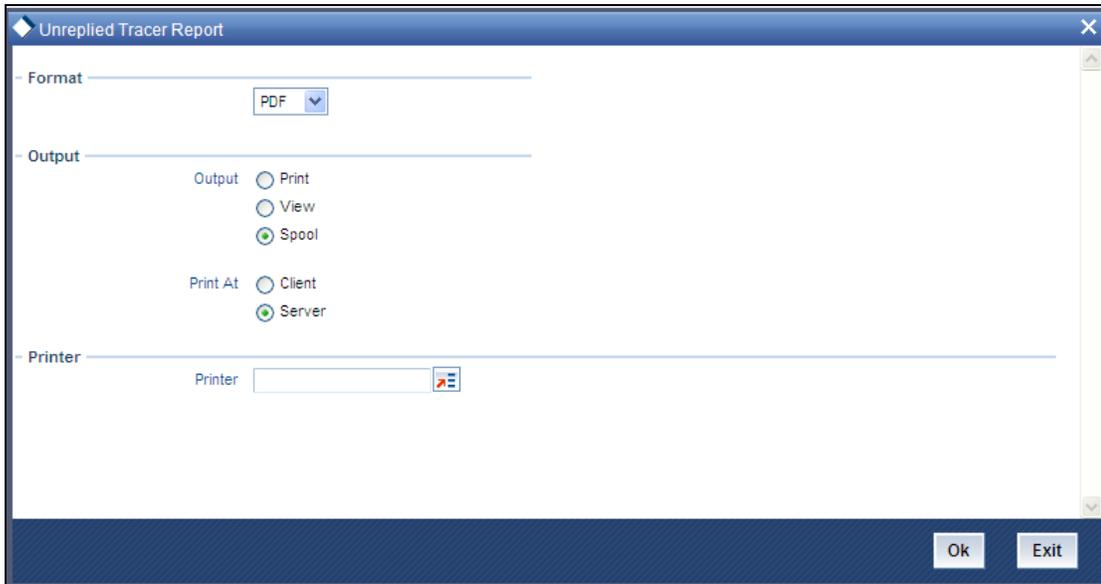 Unreplied Tracer Report
Format
PDF
Output
Output Print
View
Spool
Print At Client
Server
Printer
Printer
Ok Exit